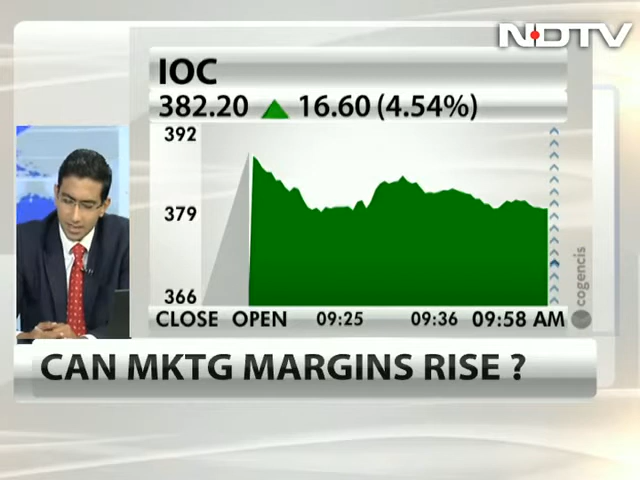 NDTV
IOC
382.20 ▲ 16.60 (4.54%)
392
379
366
CLOSE OPEN 09:25 09:36 09:58 AM
cogencis
CAN MKTG MARGINS RISE ?